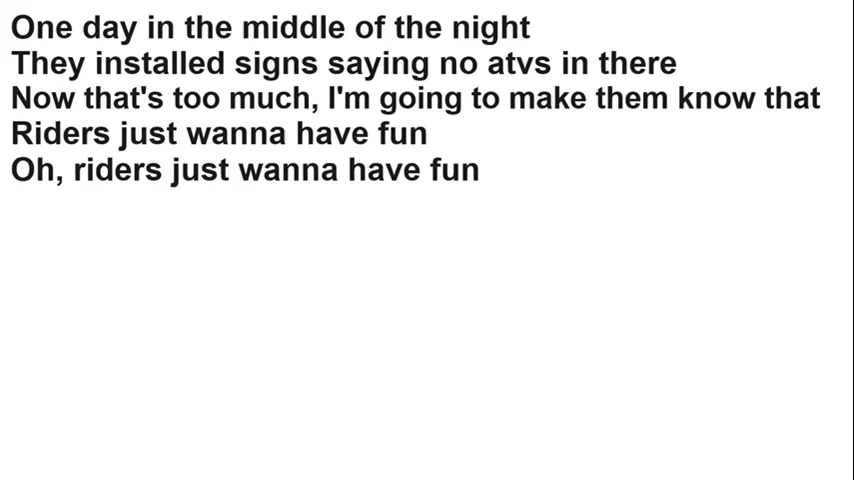 One day in the middle of the night
They installed signs saying no atvs in there
Now that's too much, I'm going to make them know that
Riders just wanna have fun
Oh, riders just wanna have fun